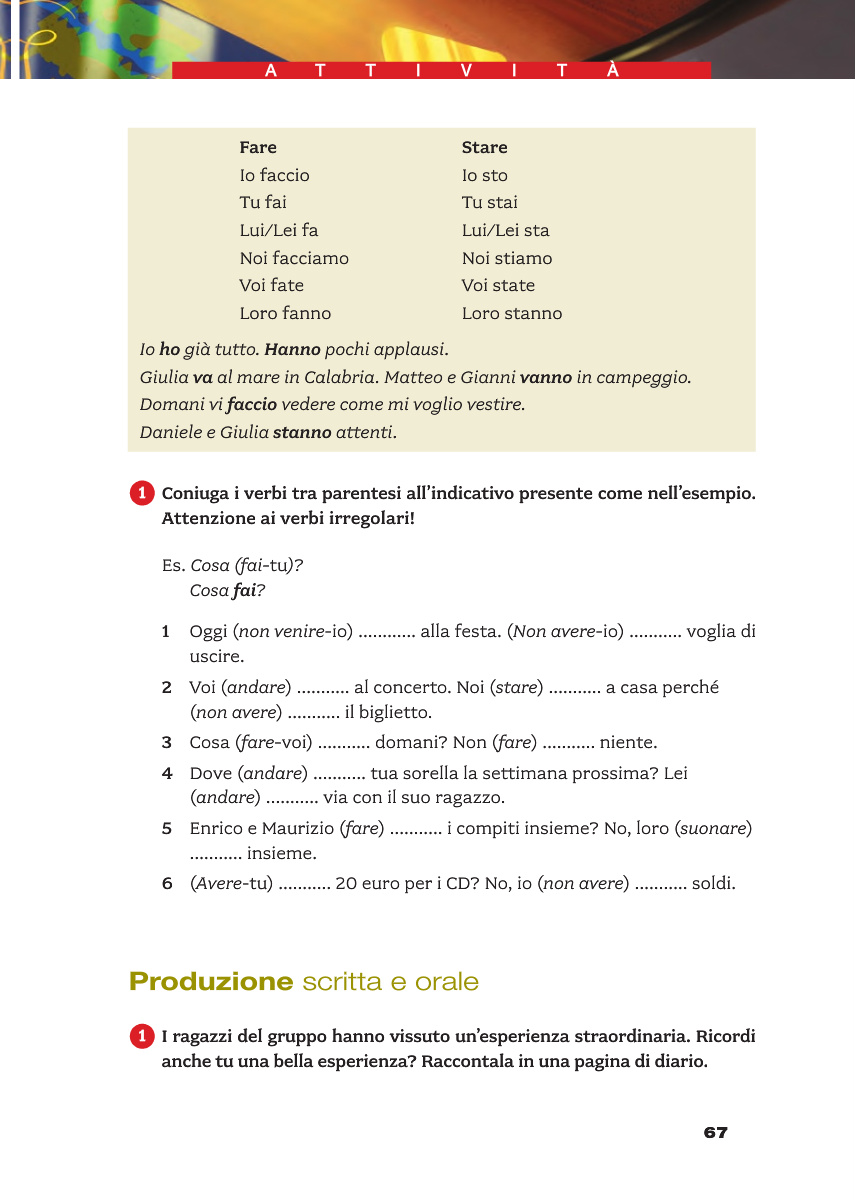 ATTIVITÀ
Fare Stare
Io faccio Io sto
Tu fai Tu stai
Lui/Lei fa Lui/Lei sta
Noi facciamo Noi stiamo
Voi fate Voi state
Loro fanno Loro stanno
Io ho già tutto. Hanno pochi applausi.
Giulia va al mare in Calabria. Matteo e Gianni vanno in campeggio.
Domani vi faccio vedere come mi voglio vestire.
Daniele e Giulia stanno attenti.
1 Coniuga i verbi tra parentesi all’indicativo presente come nell’esempio.
Attenzione ai verbi irregolari!
Es. Cosa (fai-tu)?
Cosa fai?
1 Oggi (non venire-io) ............ alla festa. (Non avere-io) ........... voglia di
uscire.
2 Voi (andare) ........... al concerto. Noi (stare) ........... a casa perché
(non avere) ........... il biglietto.
3 Cosa (fare-voi) ........... domani? Non (fare) ........... niente.
4 Dove (andare) ........... tua sorella la settimana prossima? Lei
(andare) ........... via con il suo ragazzo.
5 Enrico e Maurizio (fare) ........... i compiti insieme? No, loro (suonare)
........... insieme.
6 (Avere-tu) ........... 20 euro per i CD? No, io (non avere) ........... soldi.
Produzione scritta e orale
1 I ragazzi del gruppo hanno vissuto un’esperienza straordinaria. Ricordi
anche tu una bella esperienza? Raccontala in una pagina di diario.
67